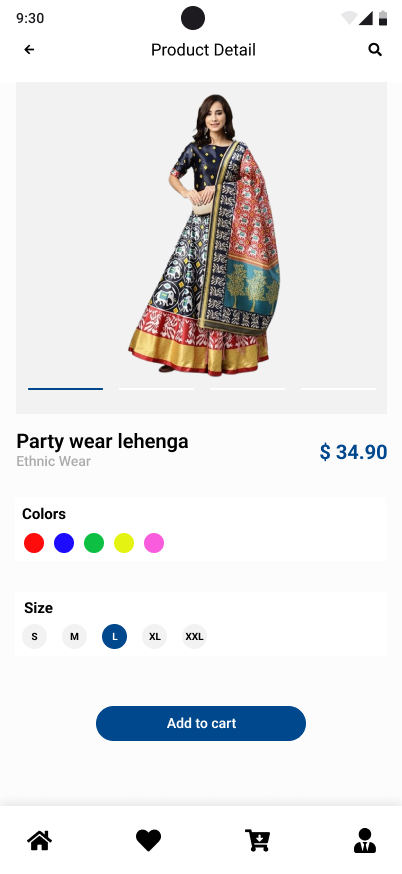 9:30
Product Detail
Party wear lehenga
Ethnic Wear
$ 34.90
Colors
Size
S M L XL XXL
Add to cart